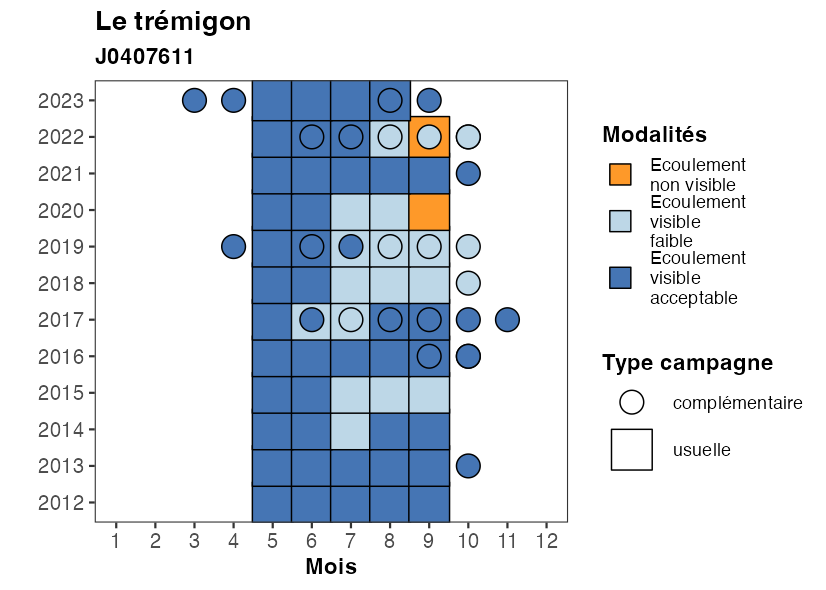 Le trémigon
J0407611
2023
2022
2021
2020
2019
2018
2017
2016
2015
2014
2013
2012
1 2 3 4 5 6 7 8 9 10 11 12
Mois
Modalités
Ecoulement
non visible
Ecoulement
visible
faible
Ecoulement
visible
acceptable
Type campagne
complémentaire
usuelle